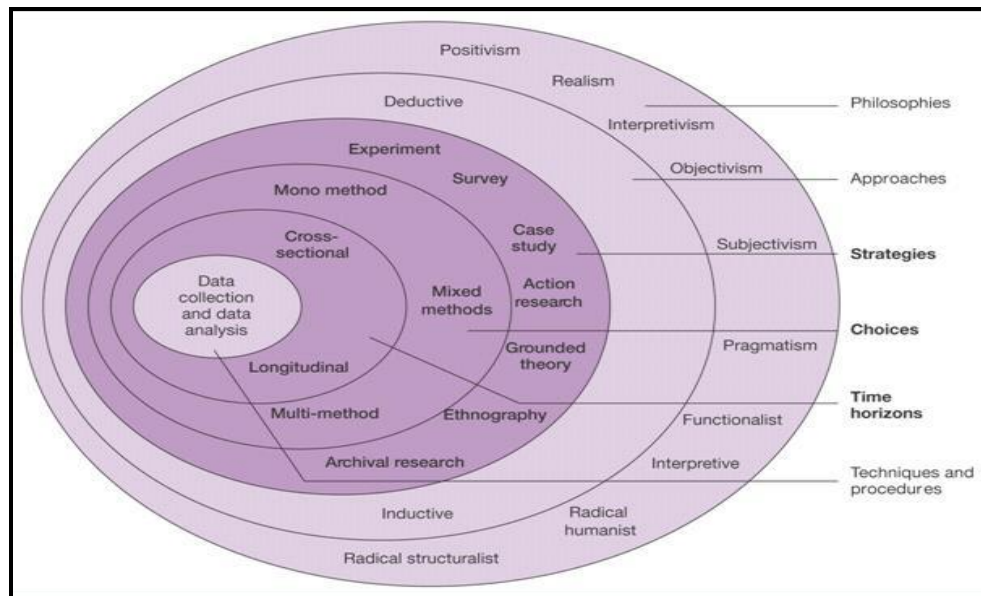 Positivism
Realism
Philosophies
Deductive
Interpretivism
Experiment
Objectivism
Survey
Approaches
Mono method
Case
study
Cross-
sectional
Subjectivism
Strategies
Data
collection
and data
analysis
Mixed
methods
Action
research
Choices
Grounded
theory
Pragmatism
Longitudinal
Time
horizons
Multi-method
Ethnography
Functionalist
Archival research
Interpretive
Techniques and
procedures
Inductive
Radical
humanist
Radical structuralist